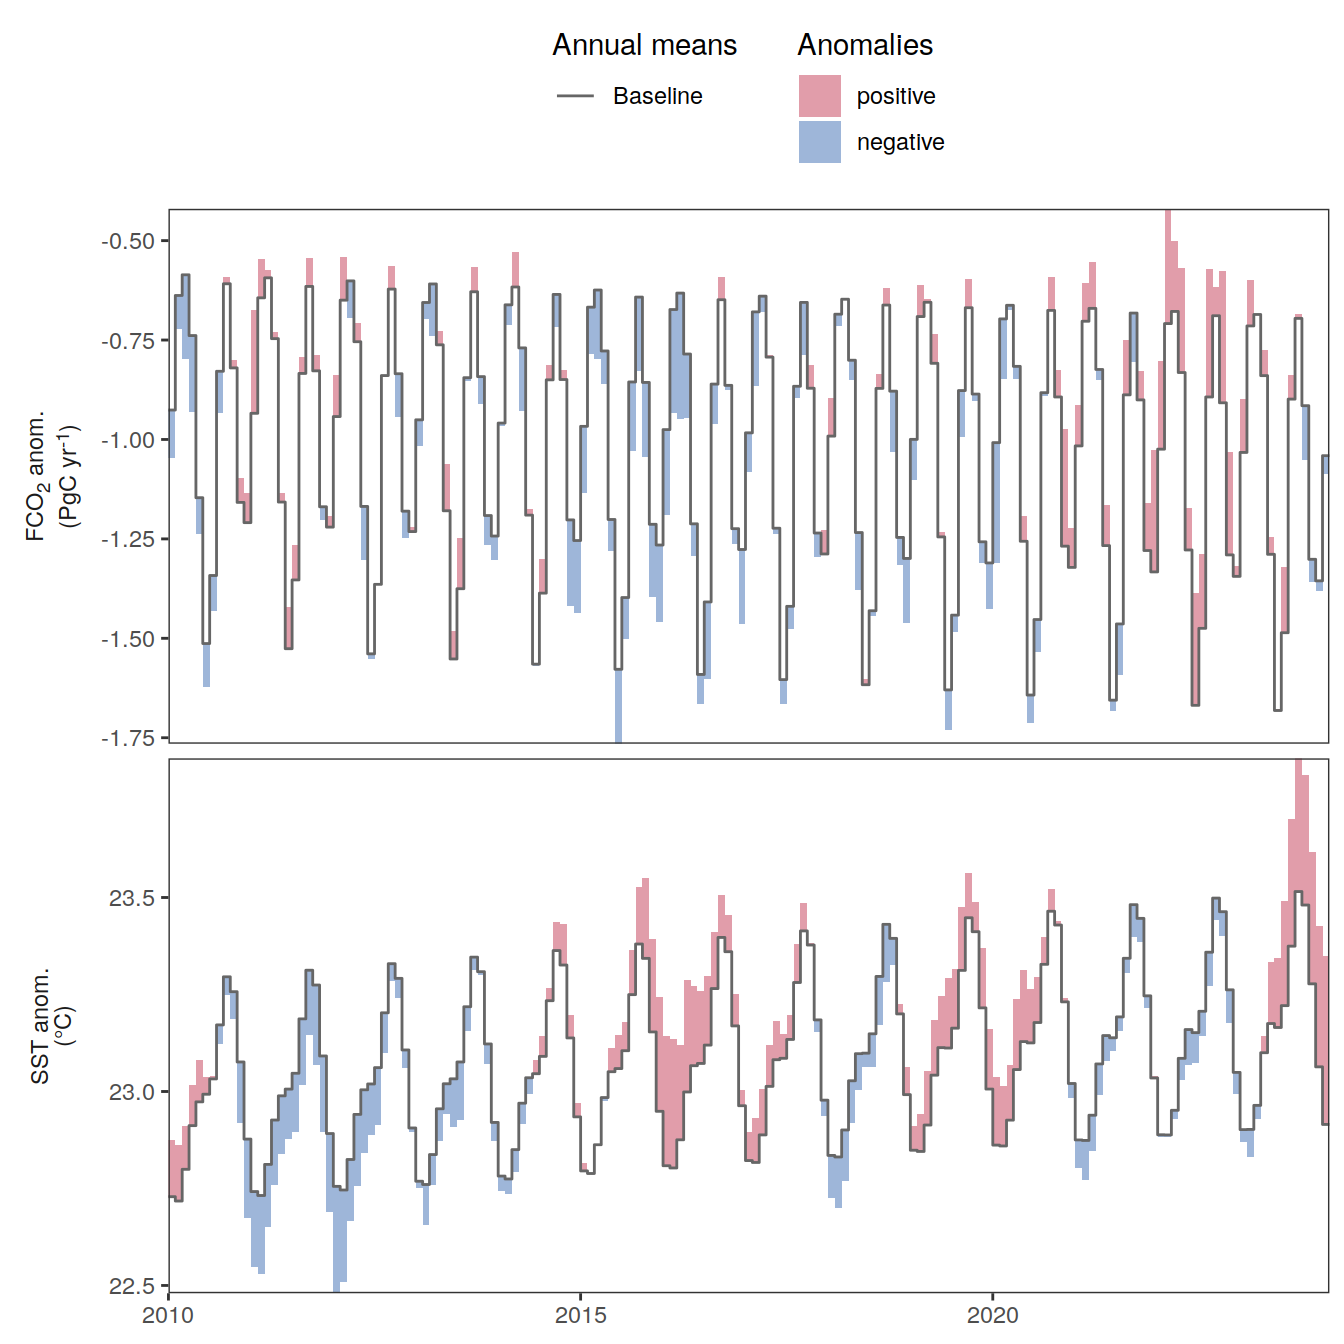 Annual means
Baseline
Anomalies
positive
negative
FCO2 anom.
(PgC yr-1)
-0.50
-0.75
-1.00
-1.25
-1.50
-1.75
SST anom.
(°C)
23.5
23.0
22.5
2010
2015
2020